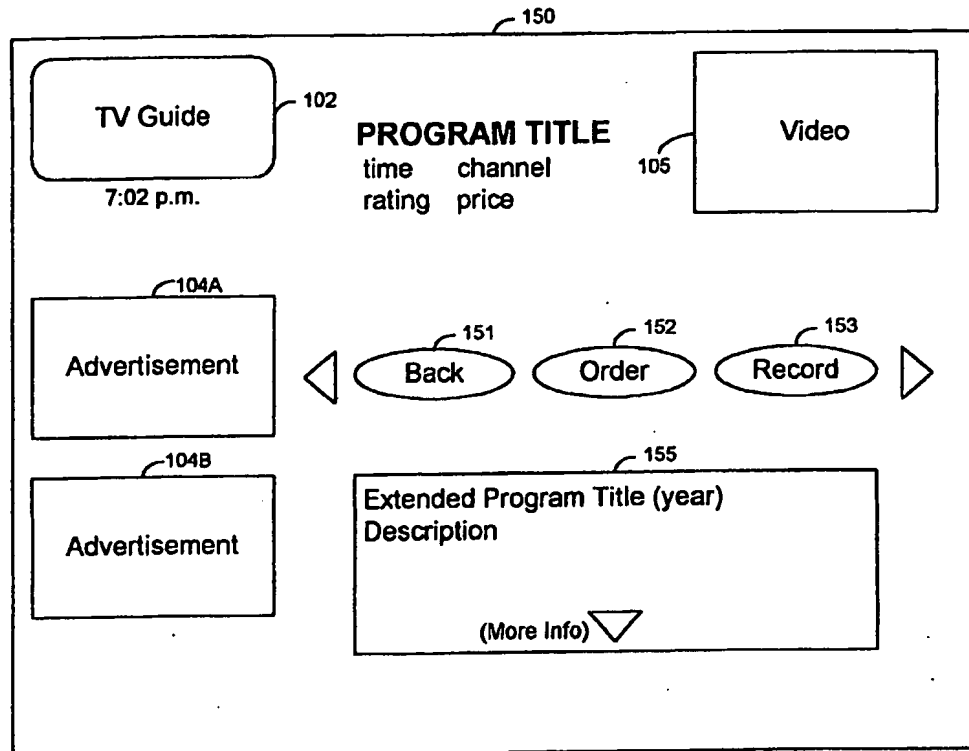 150
TV Guide
102
7:02 p.m.
PROGRAM TITLE
time channel
rating price
105
Video
104A
Advertisement
151
Back
152
Order
153
Record
104B
Advertisement
155
Extended Program Title (year)
Description
(More Info)